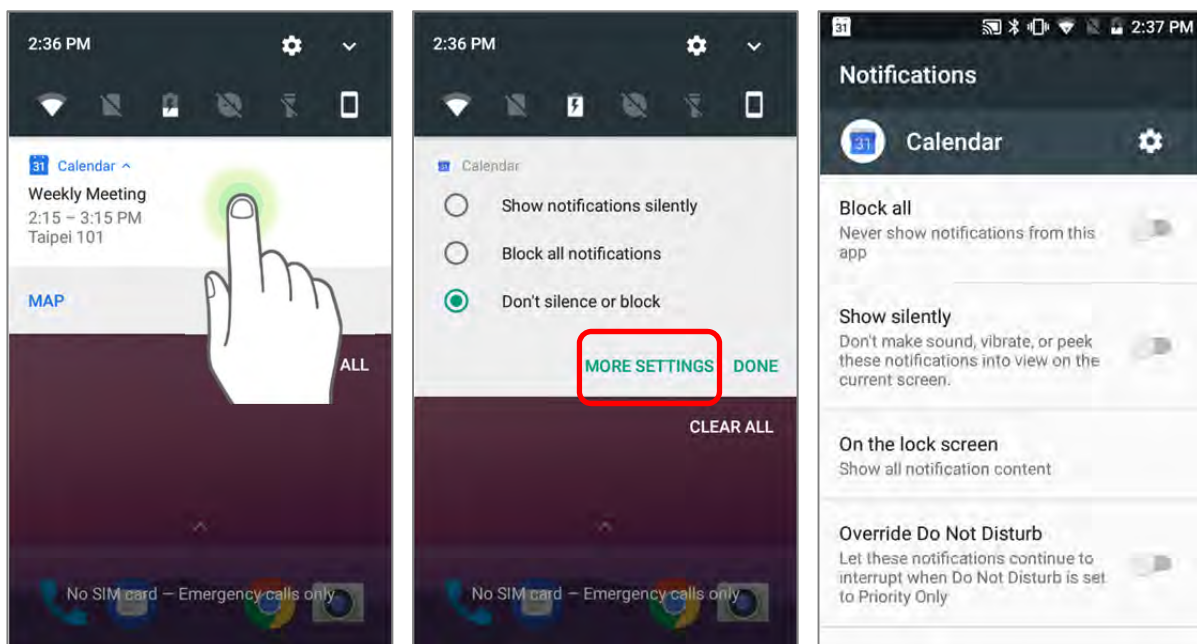 2:36 PM
31 Calendar
Weekly Meeting
2:15 – 3:15 PM
Taipei 101
MAP
ALL
No SIM card – Emergency calls only
2:36 PM
31 Calendar
Show notifications silently
Block all notifications
Don't silence or block
MORE SETTINGS DONE
CLEAR ALL
No SIM card – Emergency calls only
31 2:37 PM
Notifications
31 Calendar
Block all
Never show notifications from this
app
Show silently
Don't make sound, vibrate, or peek
these notifications into view on the
current screen.
On the lock screen
Show all notification content
Override Do Not Disturb
Let these notifications continue to
interrupt when Do Not Disturb is set
to Priority Only